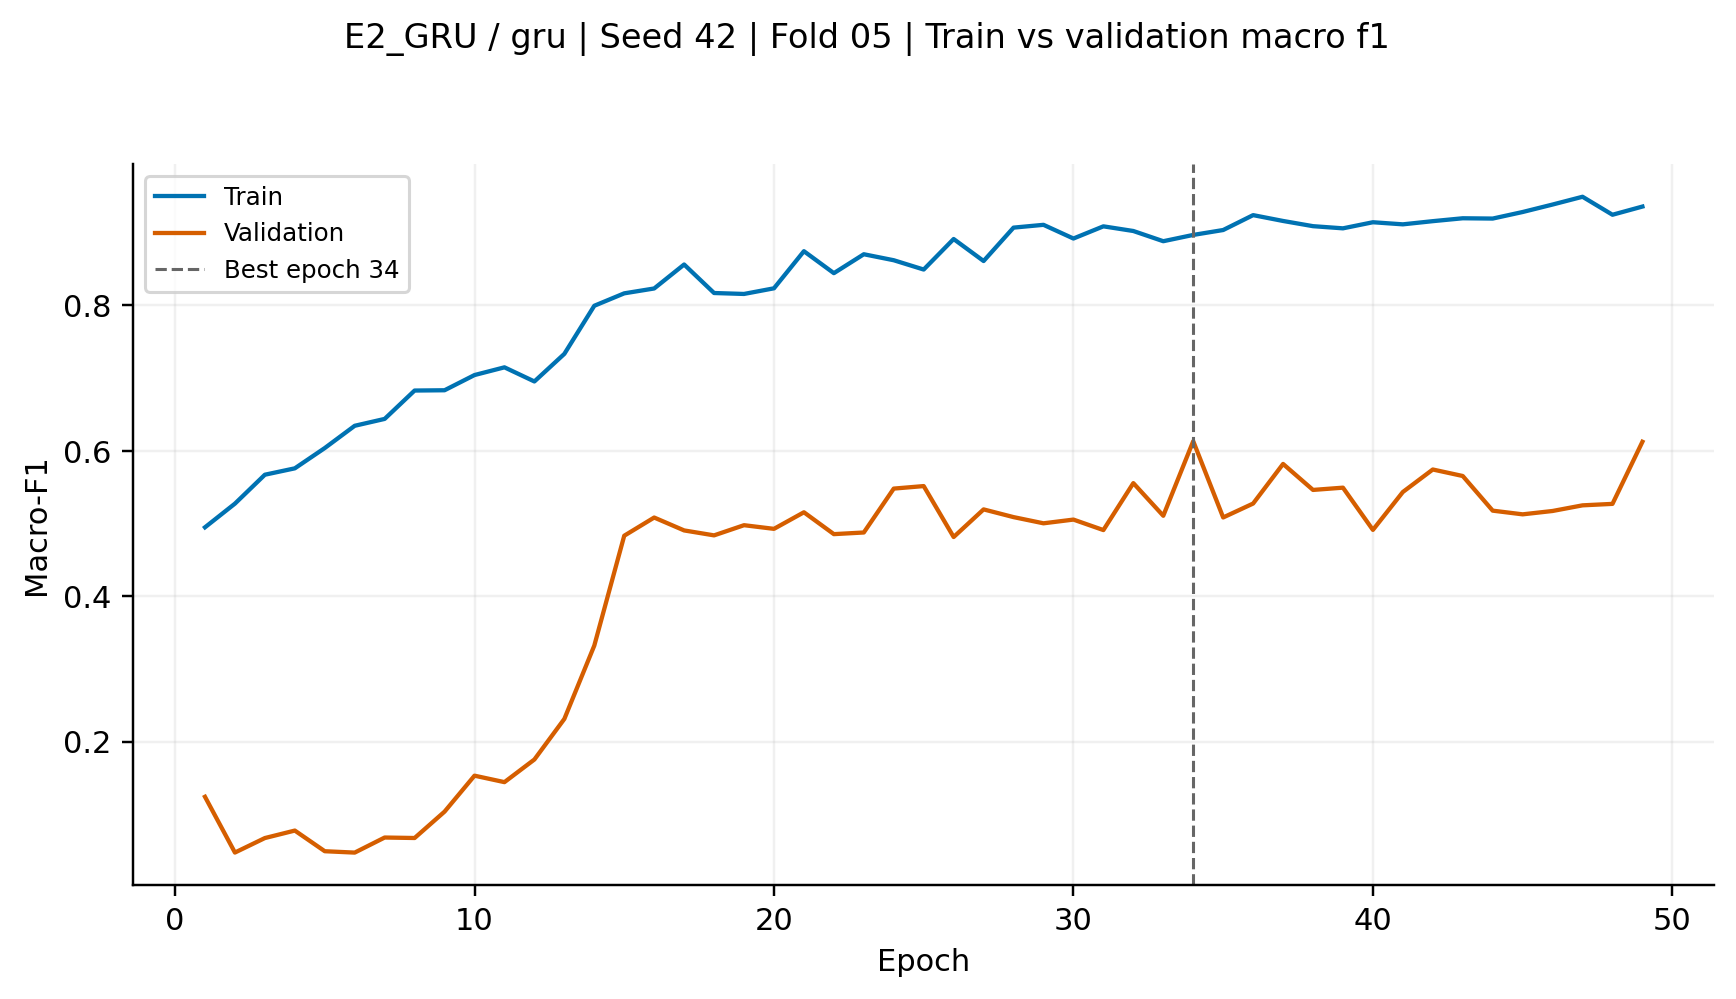 E2_GRU / gru | Seed 42 | Fold 05 | Train vs validation macro f1
Train
Validation
Best epoch 34
0.8
0.6
0.4
0.2
Macro-F1
0 10 20 30 40 50
Epoch